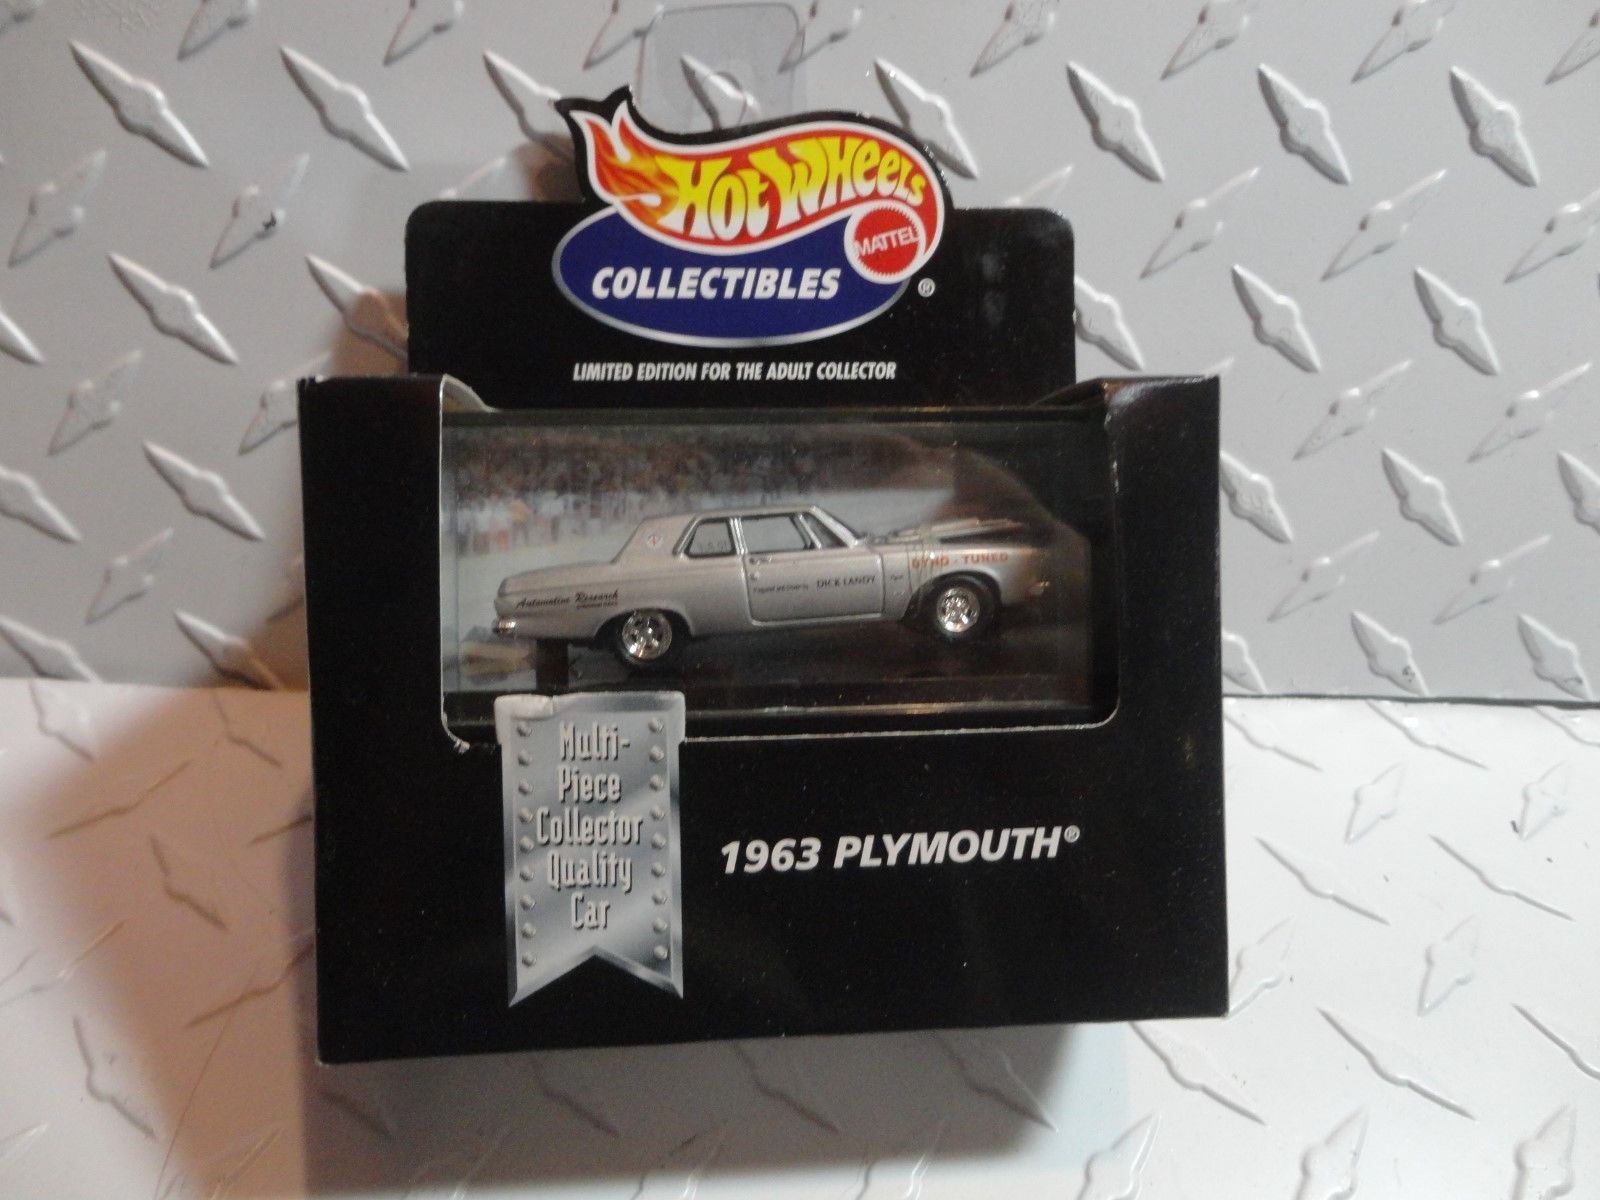 Hot Wheels
MATTEL
COLLECTIBLES ®
LIMITED EDITION FOR THE ADULT COLLECTOR
DYNO-TUNED
DICK LANDY
Automotive Research
Multi-
Piece
Collector
Quality
Car
1963 PLYMOUTH®